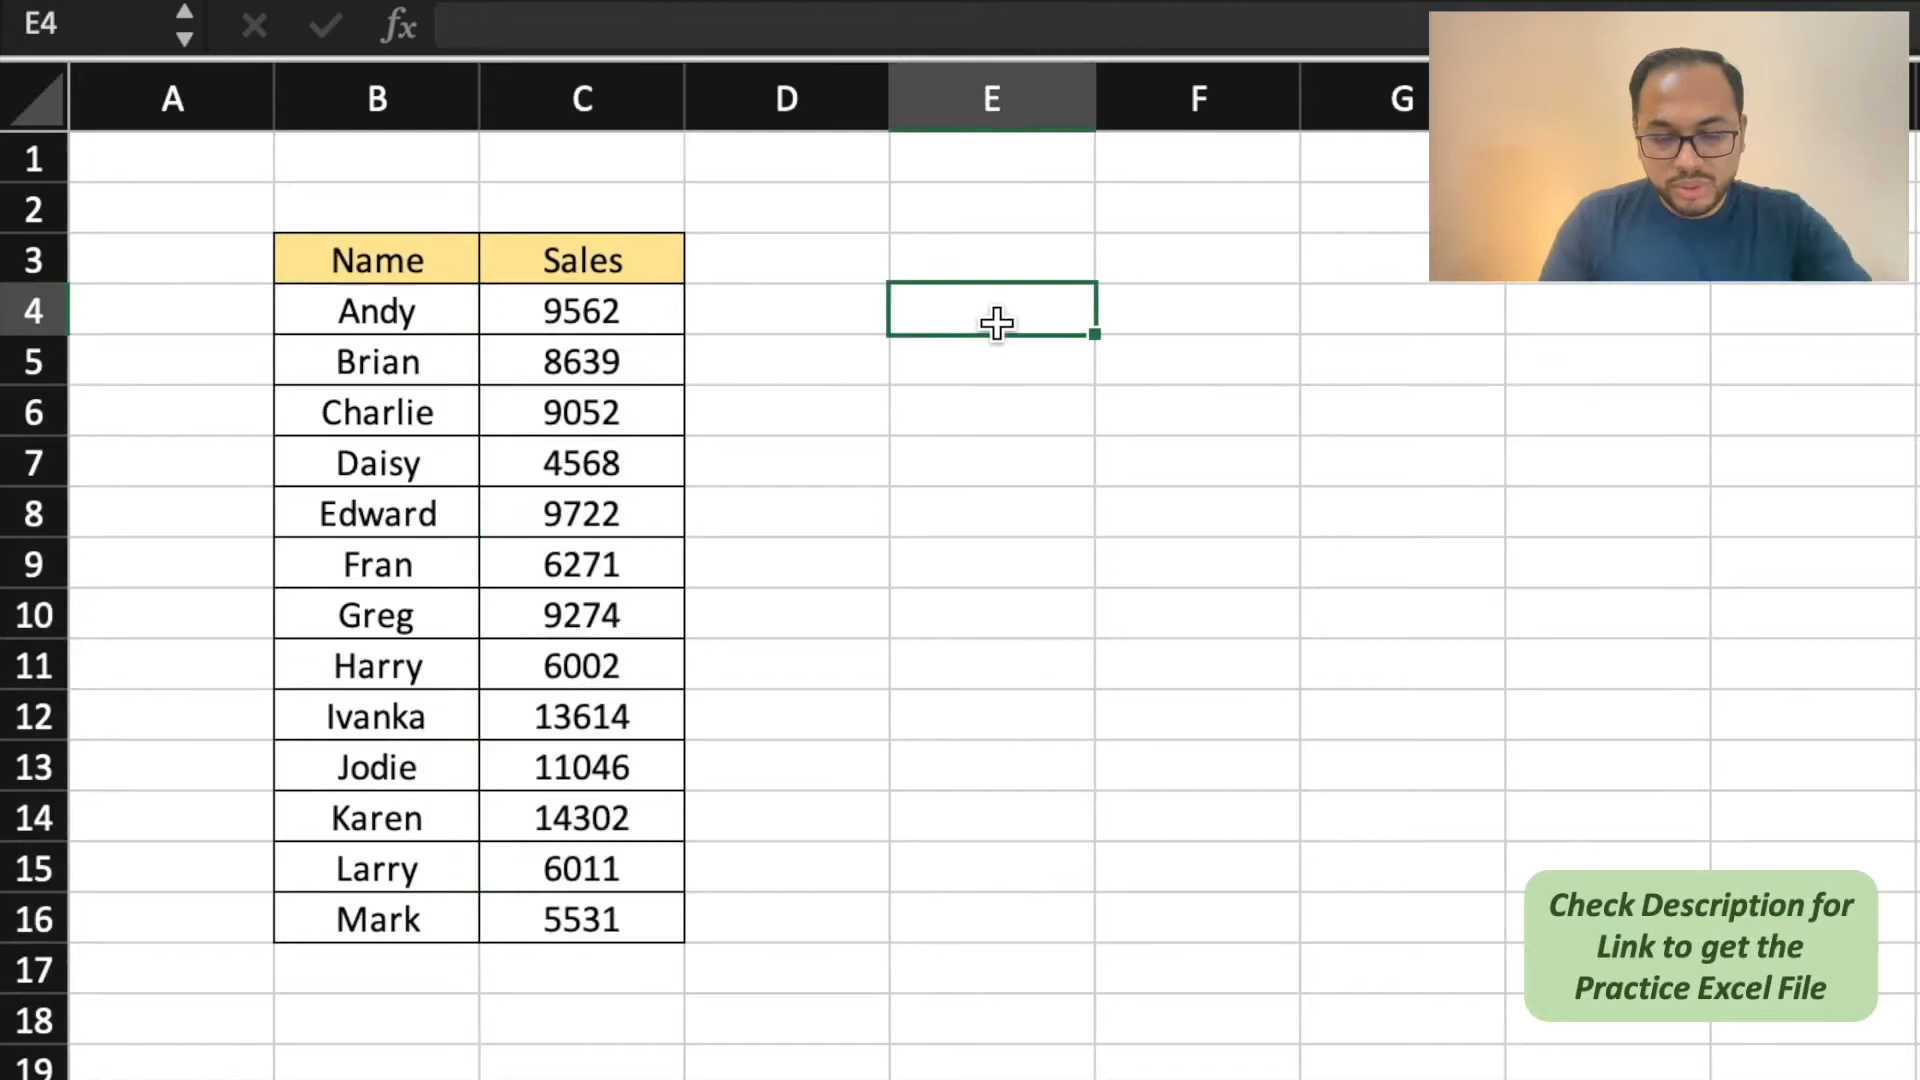 E4 fx
A B C D E F G
1
2
3 Name Sales
4 Andy 9562
5 Brian 8639
6 Charlie 9052
7 Daisy 4568
8 Edward 9722
9 Fran 6271
10 Greg 9274
11 Harry 6002
12 Ivanka 13614
13 Jodie 11046
14 Karen 14302
15 Larry 6011
16 Mark 5531
17
18
19
Check Description for
Link to get the
Practice Excel File